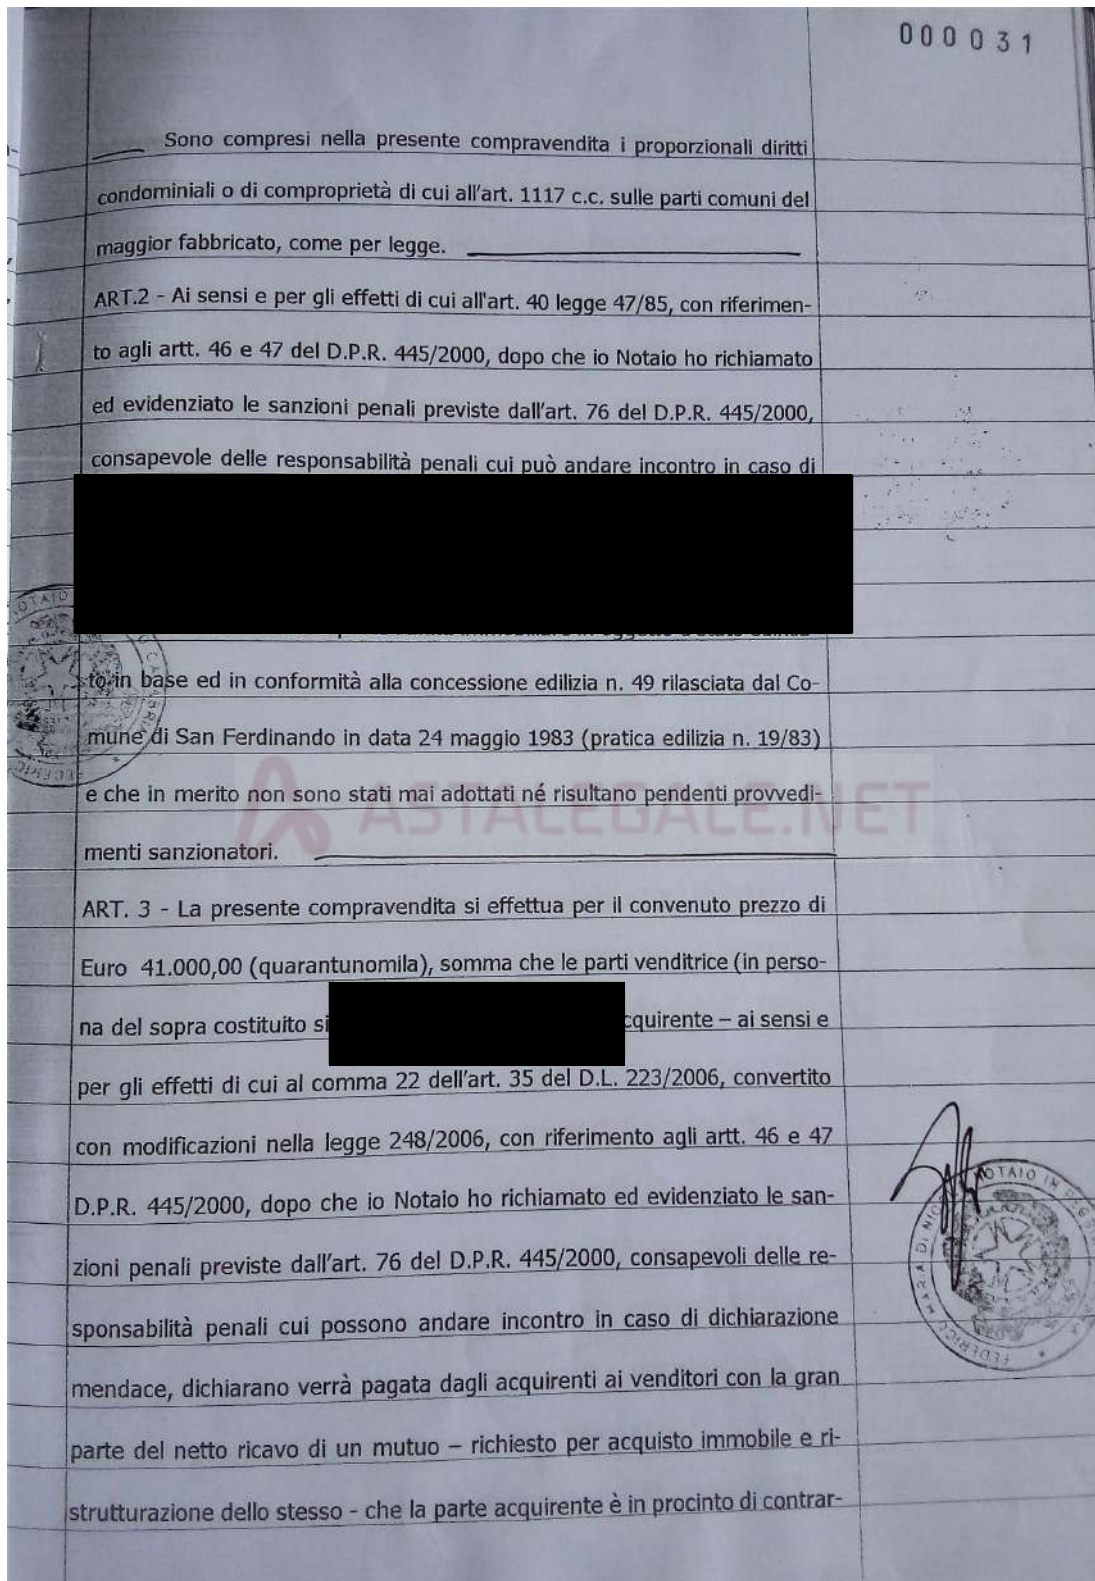 000031
Sono compresi nella presente compravendita i proporzionali diritti
condominiali o di comproprietà di cui all'art. 1117 c.c. sulle parti comuni del
maggior fabbricato, come per legge.
ART.2 - Ai sensi e per gli effetti di cui all'art. 40 legge 47/85, con riferimen-
to agli artt. 46 e 47 del D.P.R. 445/2000, dopo che io Notaio ho richiamato
ed evidenziato le sanzioni penali previste dall'art. 76 del D.P.R. 445/2000,
consapevole delle responsabilità penali cui può andare incontro in caso di
to in base ed in conformità alla concessione edilizia n. 49 rilasciata dal Co-
mune di San Ferdinando in data 24 maggio 1983 (pratica edilizia n. 19/83)
e che in merito non sono stati mai adottati né risultano pendenti provvedi-
ASTALEGALE.NET
menti sanzionatori.
ART. 3 - La presente compravendita si effettua per il convenuto prezzo di
Euro 41.000,00 (quarantunomila), somma che le parti venditrice (in perso-
na del sopra costituito si cquirente – ai sensi e
per gli effetti di cui al comma 22 dell'art. 35 del D.L. 223/2006, convertito
con modificazioni nella legge 248/2006, con riferimento agli artt. 46 e 47
D.P.R. 445/2000, dopo che io Notaio ho richiamato ed evidenziato le san-
zioni penali previste dall'art. 76 del D.P.R. 445/2000, consapevoli delle re-
sponsabilità penali cui possono andare incontro in caso di dichiarazione
mendace, dichiarano verrà pagata dagli acquirenti ai venditori con la gran
parte del netto ricavo di un mutuo – richiesto per acquisto immobile e ri-
strutturazione dello stesso - che la parte acquirente è in procinto di contrar-
NOTAIO IN